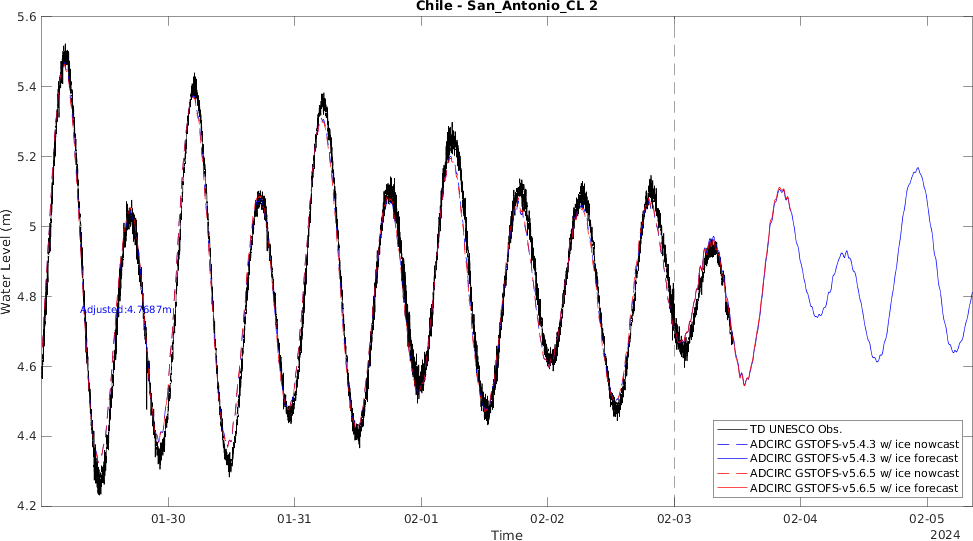 Chile - San_Antonio_CL 2
5.6
5.4
5.2
5
4.8
4.6
4.4
4.2
Water Level (m)
Adjusted:4.7687m
TD UNESCO Obs.
ADCIRC GSTOFS-v5.4.3 w/ ice nowcast
ADCIRC GSTOFS-v5.4.3 w/ ice forecast
ADCIRC GSTOFS-v5.6.5 w/ ice nowcast
ADCIRC GSTOFS-v5.6.5 w/ ice forecast
01-30 01-31 02-01 02-02 02-03 02-04 02-05
Time
2024